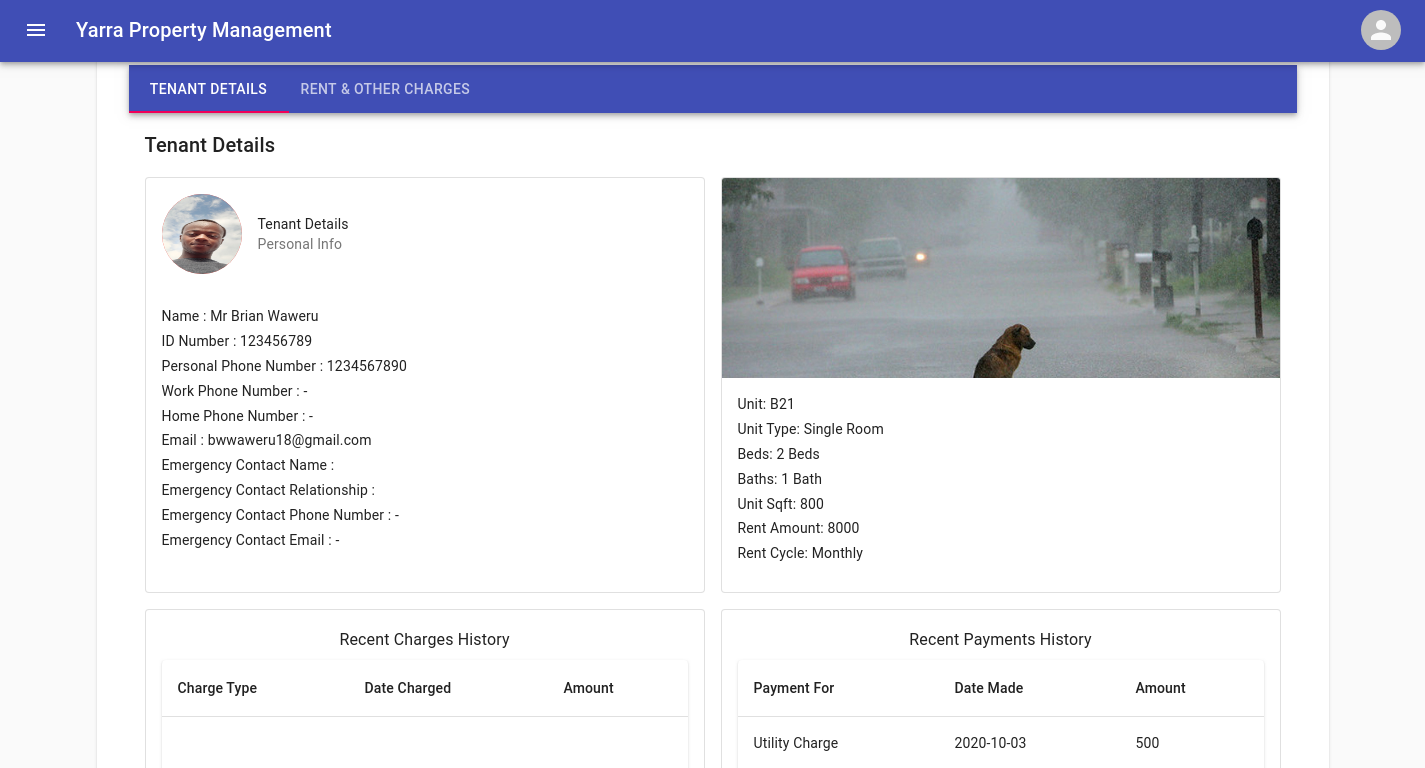 Yarra Property Management
TENANT DETAILS
RENT & OTHER CHARGES
Tenant Details
Tenant Details
Personal Info
Name : Mr Brian Waweru
ID Number : 123456789
Personal Phone Number : 1234567890
Work Phone Number : -
Home Phone Number : -
Email : bwwaweru18@gmail.com
Emergency Contact Name :
Emergency Contact Relationship :
Emergency Contact Phone Number : -
Emergency Contact Email : -
Unit: B21
Unit Type: Single Room
Beds: 2 Beds
Baths: 1 Bath
Unit Sqft: 800
Rent Amount: 8000
Rent Cycle: Monthly
Recent Charges History
Charge Type Date Charged Amount
Recent Payments History
Payment For Date Made Amount
Utility Charge 2020-10-03 500